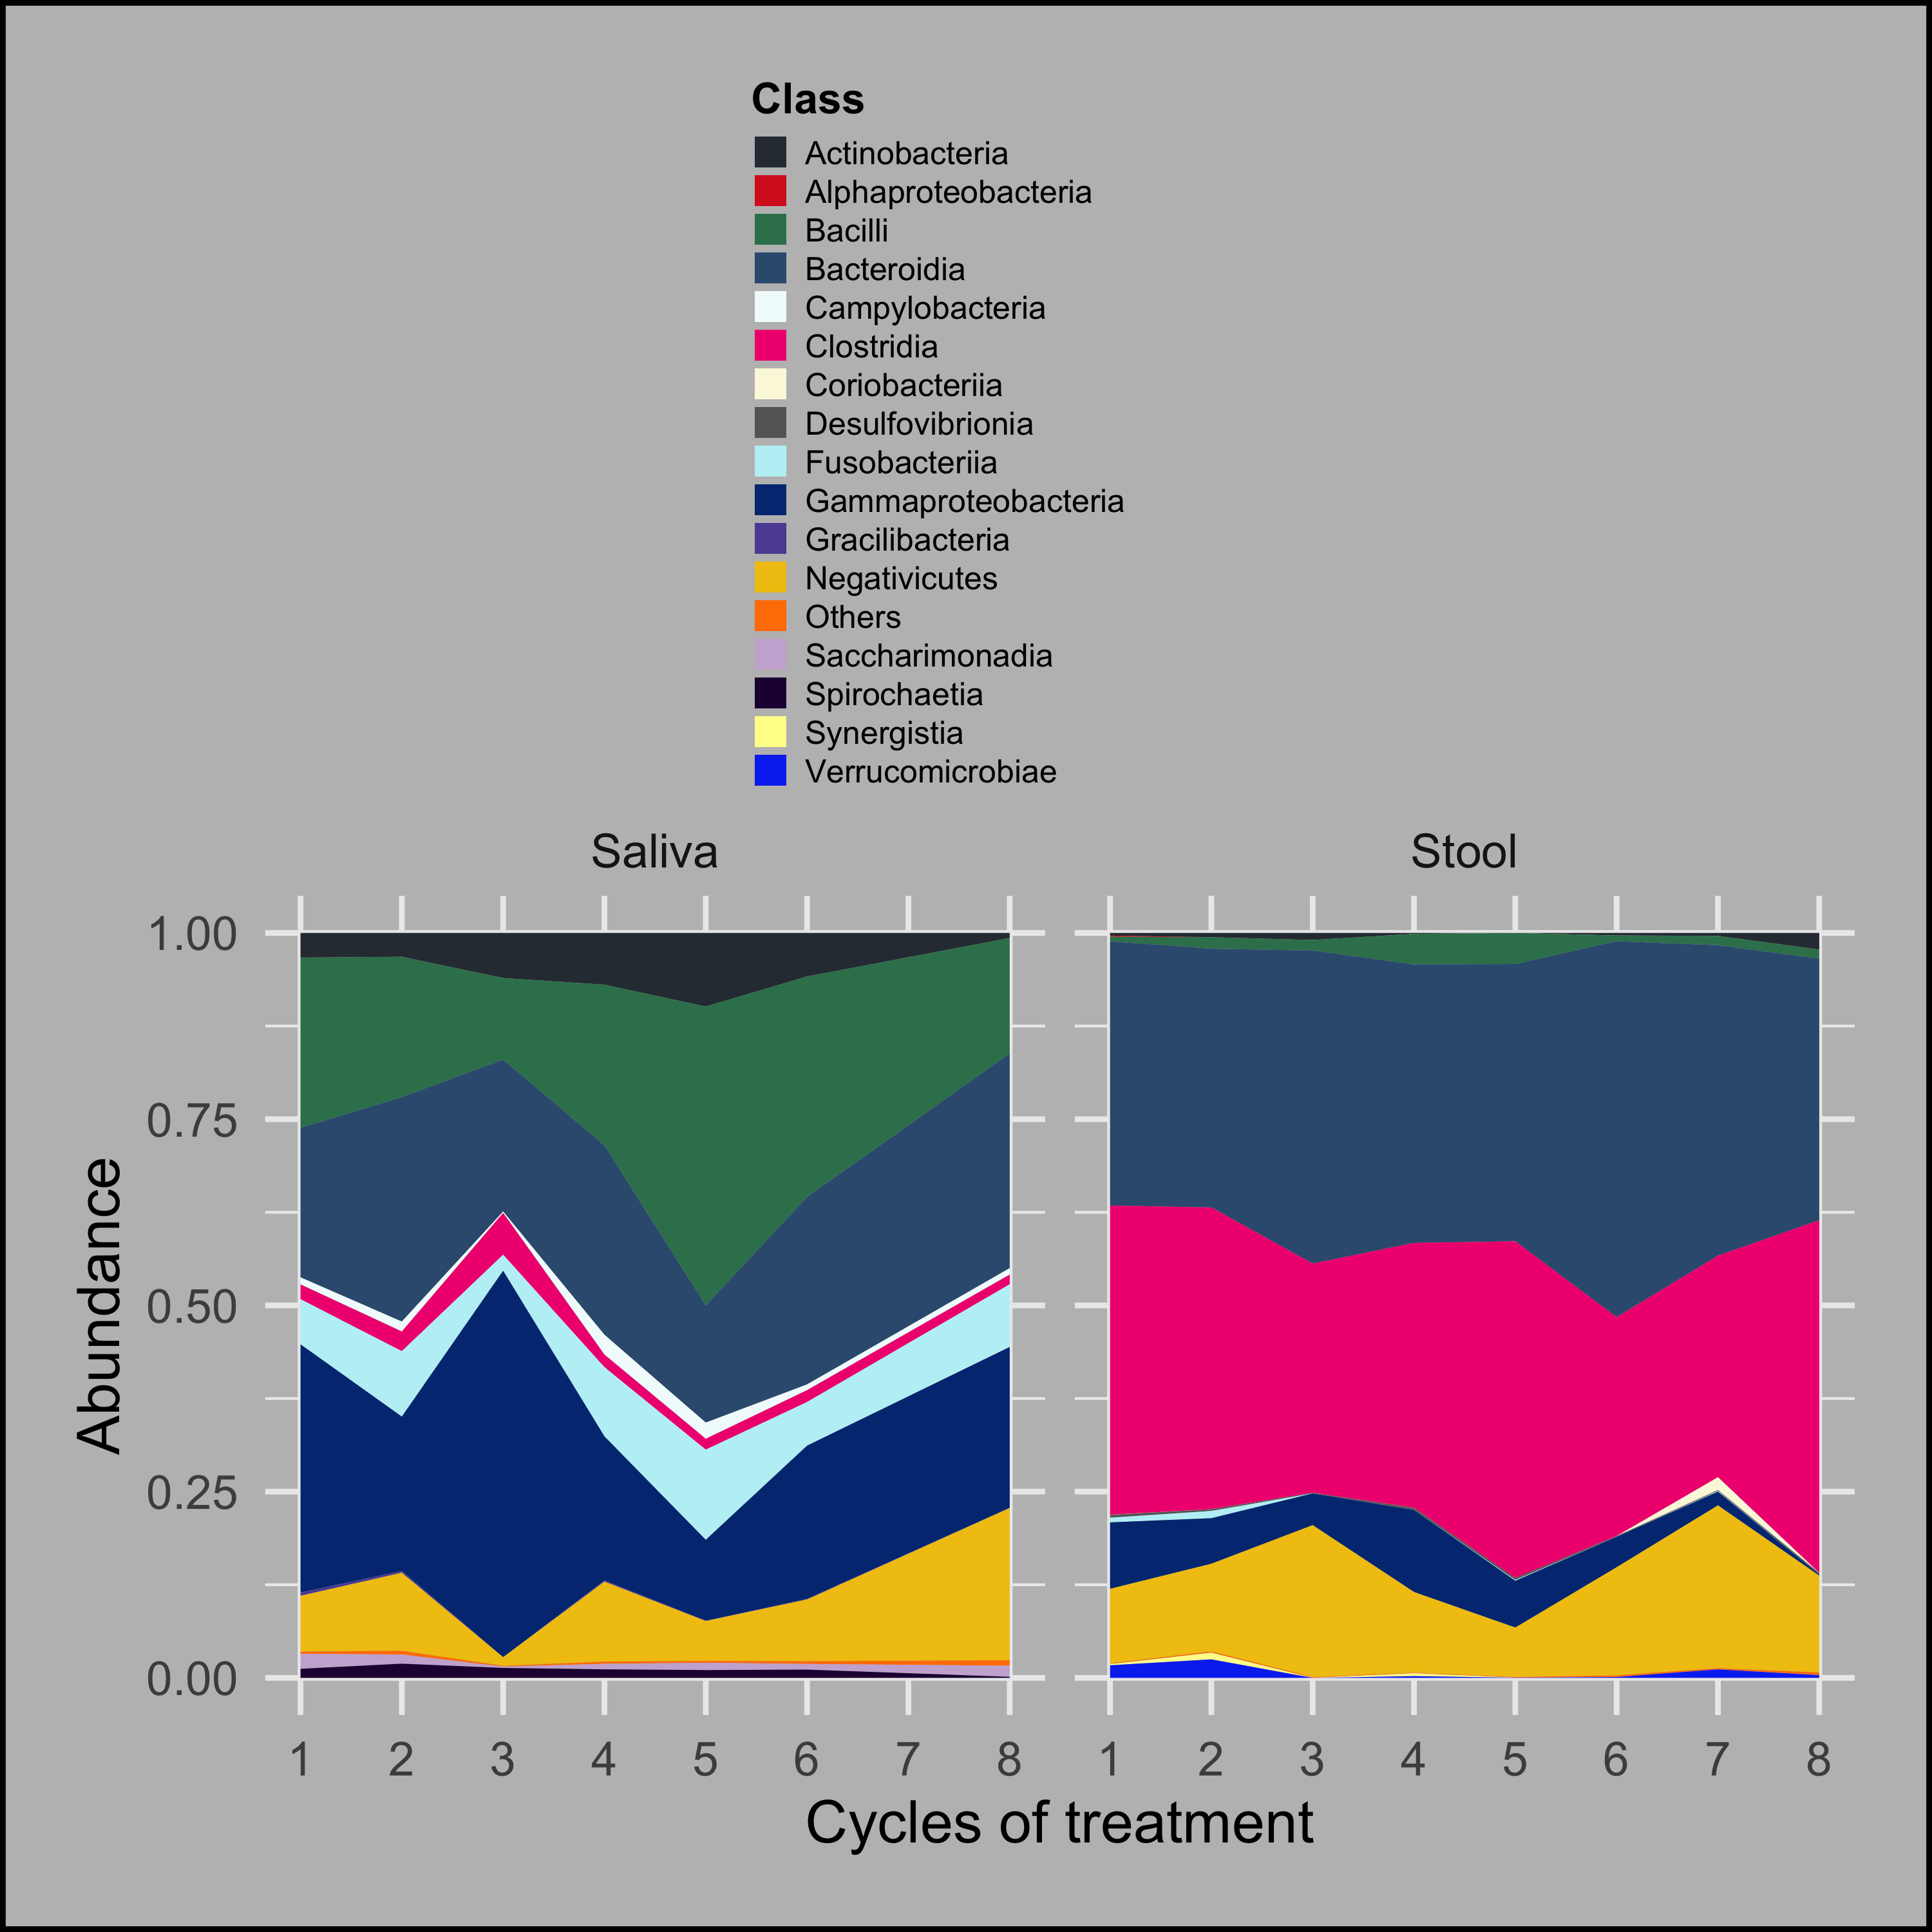 Class
Actinobacteria
Alphaproteobacteria
Bacilli
Bacteroidia
Campylobacteria
Clostridia
Coriobacteriia
Desulfovibrionia
Fusobacteriia
Gammaproteobacteria
Gracilibacteria
Negativicutes
Others
Saccharimonadia
Spirochaetia
Synergistia
Verrucomicrobiae
Saliva Stool
1.00
0.75
0.50
0.25
0.00
Abundance
1 2 3 4 5 6 7 8 1 2 3 4 5 6 7 8
Cycles of treatment